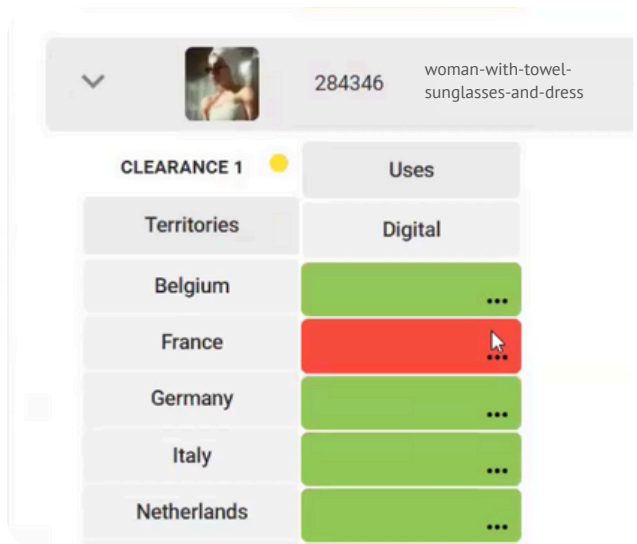 284346
woman-with-towel-
sunglasses-and-dress
CLEARANCE 1
Uses
Territories
Digital
Belgium
...
France
...
Germany
...
Italy
...
Netherlands
...